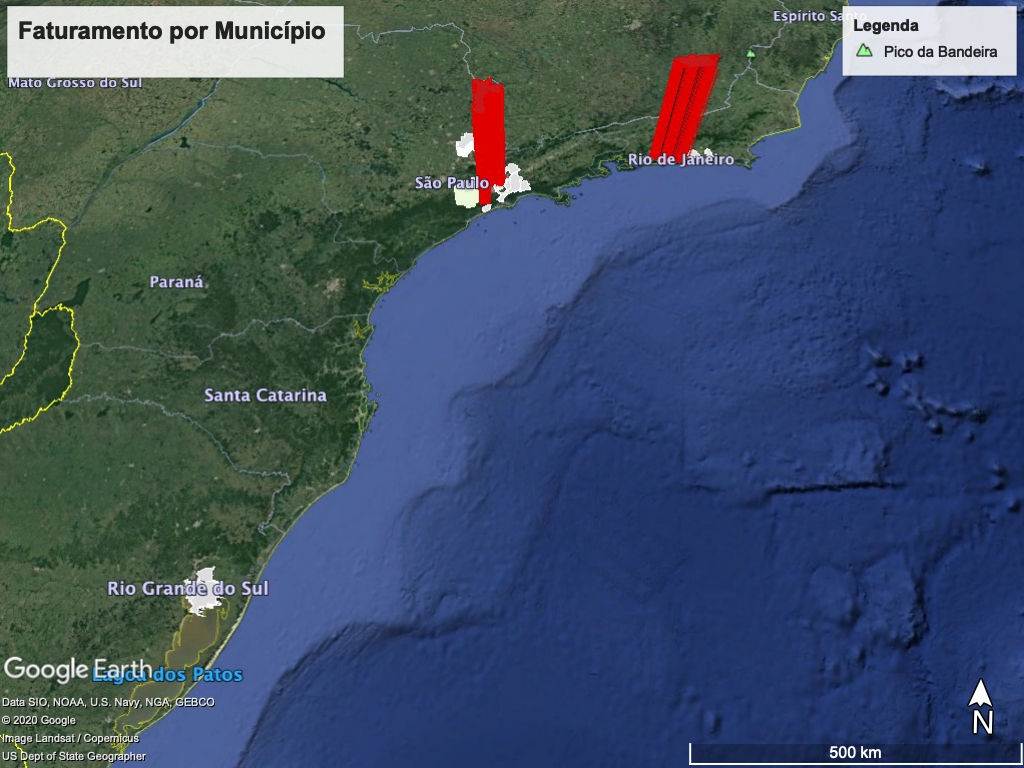 Faturamento por Município
Espírito Santo
Legenda
Pico da Bandeira
Mato Grosso do Sul
Rio de Janeiro
São Paulo
Paraná
Santa Catarina
Rio Grande do Sul
Google Earth
Lagoa dos Patos
Data SIO, NOAA, U.S. Navy, NGA, GEBCO
© 2020 Google
Image Landsat / Copernicus
US Dept of State Geographer
N
500 km